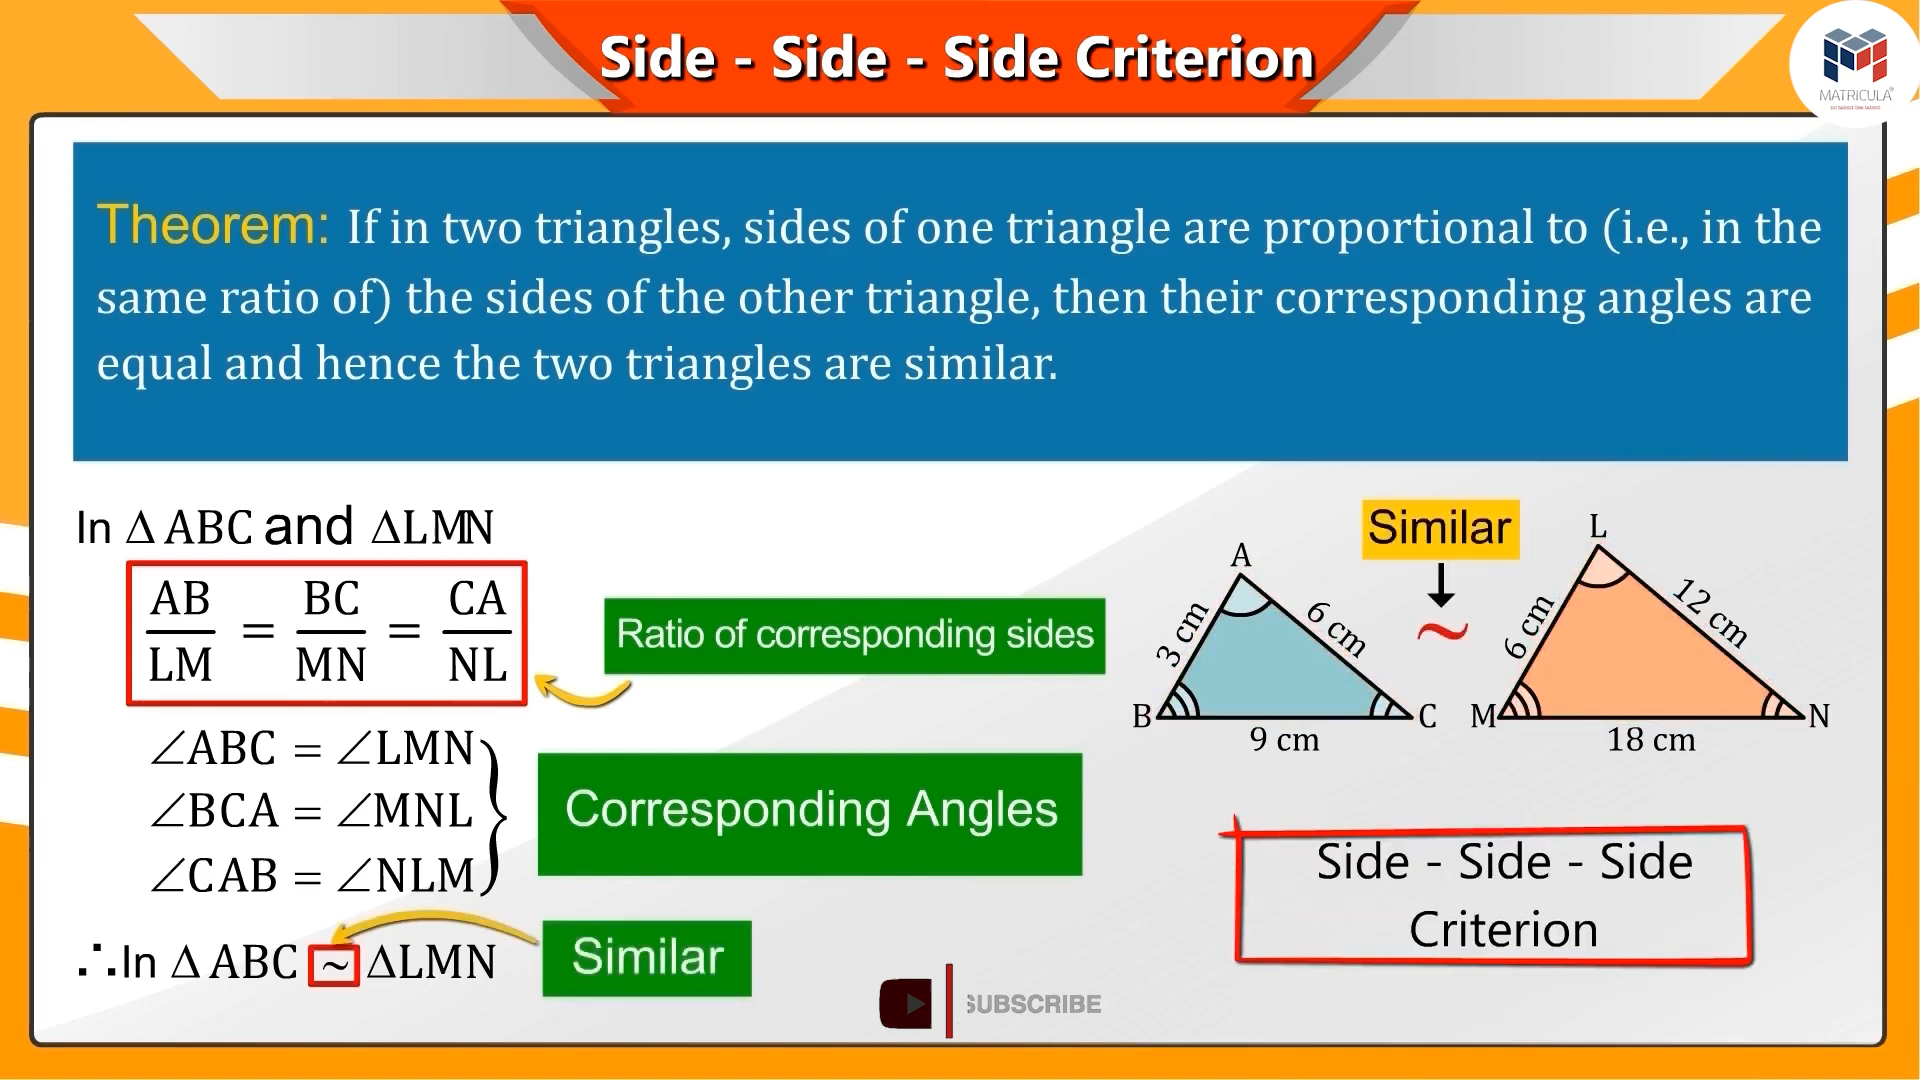 Side - Side - Side Criterion
MATRICULA
Theorem: If in two triangles, sides of one triangle are proportional to (i.e., in the
same ratio of) the sides of the other triangle, then their corresponding angles are
equal and hence the two triangles are similar.
In Δ ABC and ΔLMN
AB/LM = BC/MN = CA/NL
Ratio of corresponding sides
∠ABC = ∠LMN
∠BCA = ∠MNL
∠CAB = ∠NLM
Corresponding Angles
∴In Δ ABC ~ ΔLMN
Similar
Similar
~
A
3 cm
6 cm
B
C
9 cm
L
6 cm
12 cm
M
N
18 cm
Side - Side - Side
Criterion
SUBSCRIBE